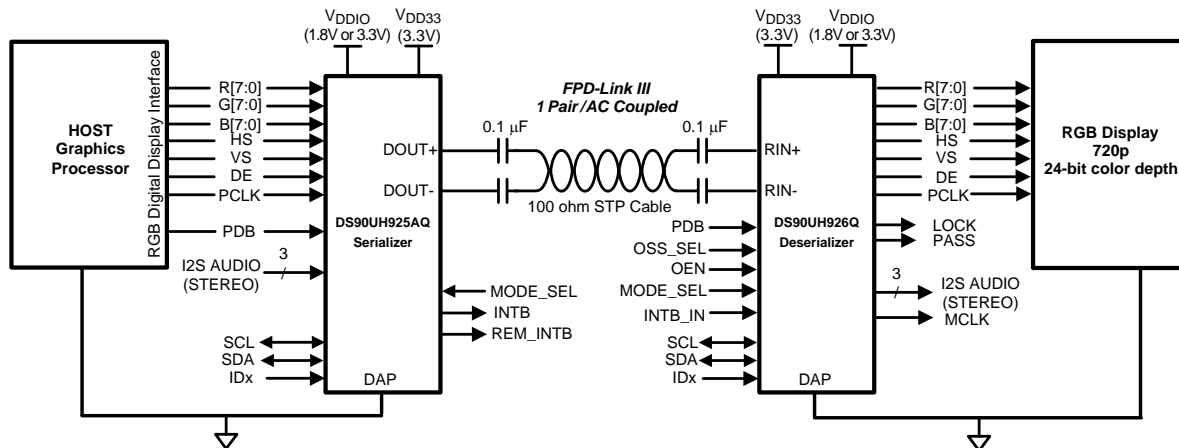 VDDIO
(1.8V or 3.3V)
VDD33
(3.3V)
VDD33
(3.3V)
VDDIO
(1.8V or 3.3V)
HOST
Graphics
Processor
RGB Digital Display Interface
R[7:0]
G[7:0]
B[7:0]
HS
VS
DE
PCLK
PDB
I2S AUDIO
(STEREO)
3
SCL
SDA
IDx
DOUT+
DOUT-
DS90UH925AQ
Serializer
DAP
MODE_SEL
INTB
REM_INTB
FPD-Link III
1 Pair /AC Coupled
0.1 μF
0.1 μF
100 ohm STP Cable
PDB
OSS_SEL
OEN
MODE_SEL
INTB_IN
SCL
SDA
IDx
RIN+
RIN-
DS90UH926Q
Deserializer
DAP
R[7:0]
G[7:0]
B[7:0]
HS
VS
DE
PCLK
LOCK
PASS
3
I2S AUDIO
(STEREO)
MCLK
RGB Display
720p
24-bit color depth